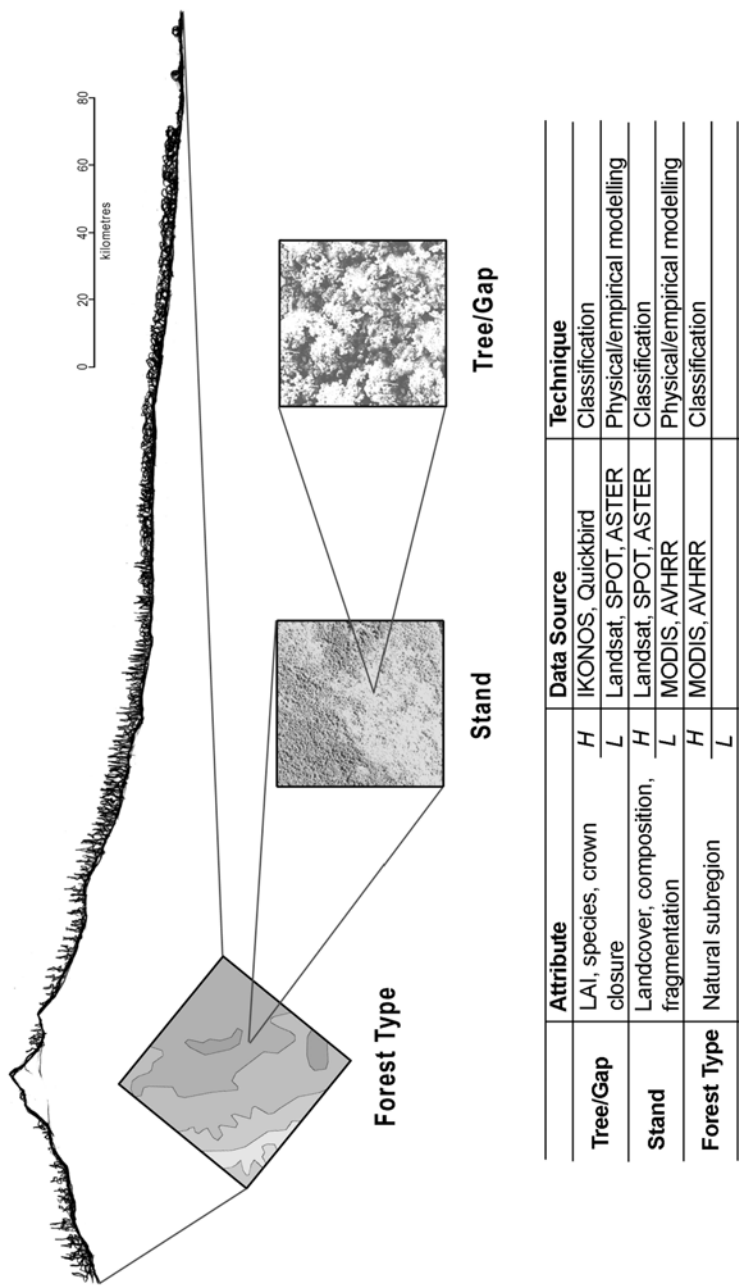 0 20 40 60 80
kilometres
Forest Type
Stand
Tree/Gap
Attribute Data Source Technique
Tree/Gap LAI, species, crown closure H IKONOS, Quickbird Classification
L Landsat, SPOT, ASTER Physical/empirical modelling
Stand Landcover, composition, fragmentation H Landsat, SPOT, ASTER Classification
L MODIS, AVHRR Physical/empirical modelling
Forest Type Natural subregion H MODIS, AVHRR Classification
L